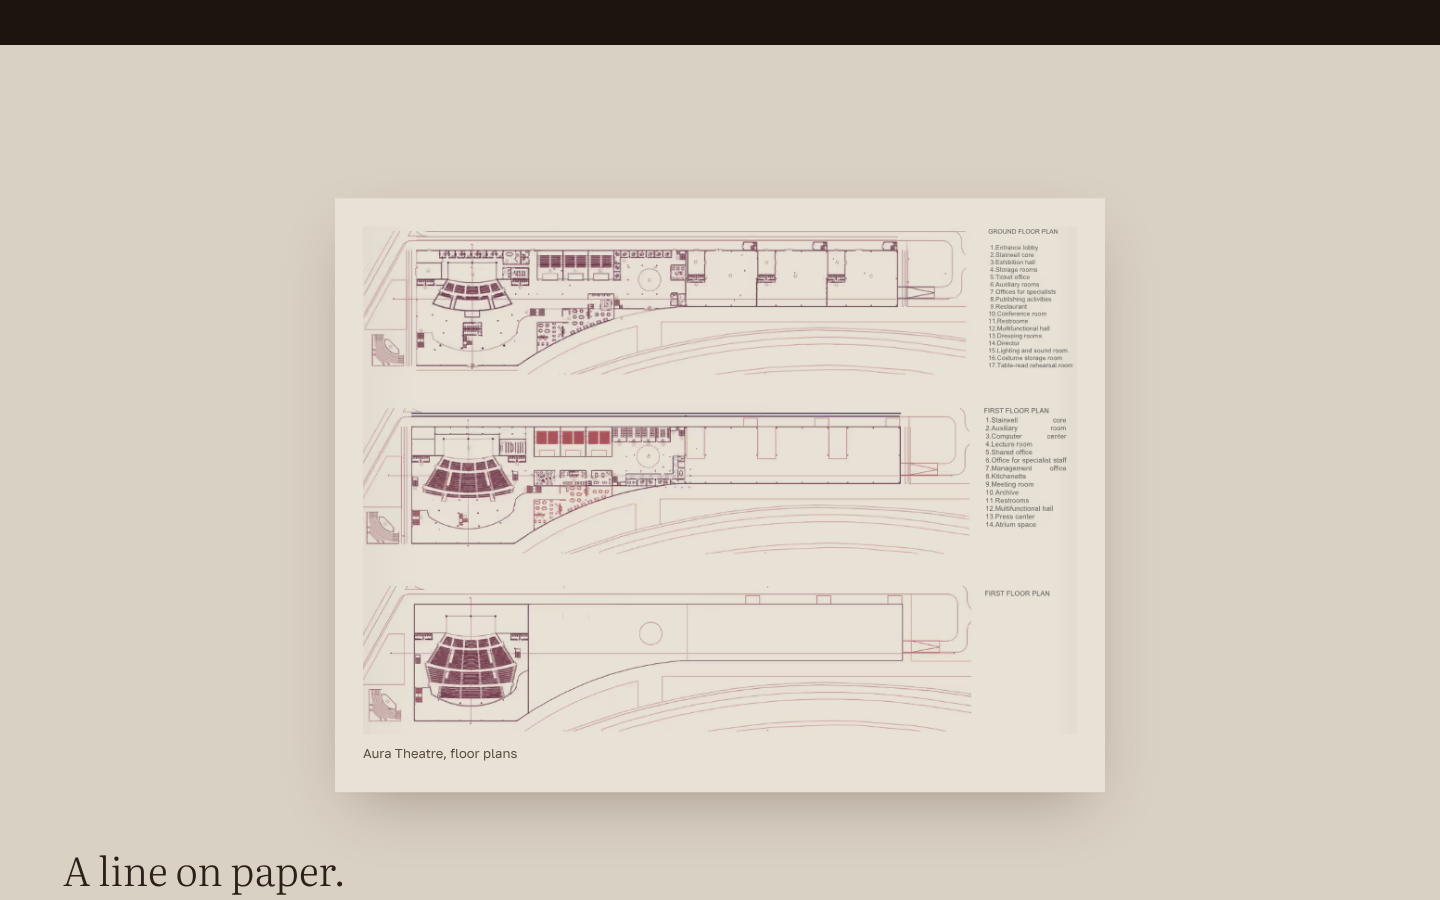 GROUND FLOOR PLAN
1.Entrance lobby
2.Stairwell core
3.Exhibition hall
4.Storage rooms
5.Ticket office
6.Auxiliary rooms
7.Offices for specialists
8.Publishing activities
9.Restaurant
10.Conference room
11.Restrooms
12.Multifunctional hall
13.Dressing rooms
14.Director
15.Lighting and sound room
16.Costume storage room
17.Table-read rehearsal room
FIRST FLOOR PLAN
1.Stairwell core
2.Auxiliary room
3.Computer center
4.Lecture room
5.Shared office
6.Office for specialist staff
7.Management office
8.Kitchenetts
9.Meeting room
10.Archive
11.Restrooms
12.Multifunctional hall
13.Press center
14.Atrium space
FIRST FLOOR PLAN
Aura Theatre, floor plans
A line on paper.